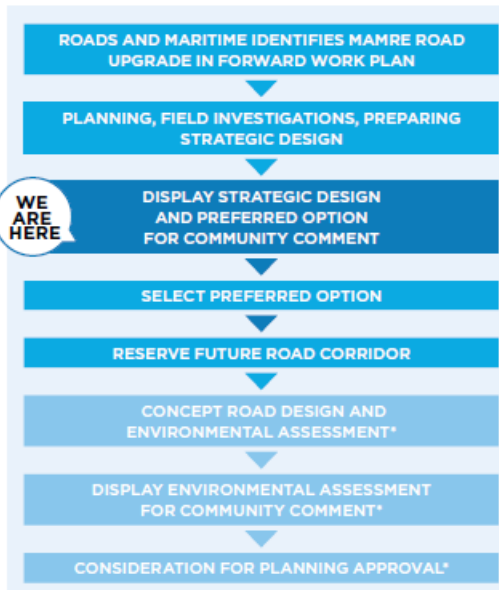 ROADS AND MARITIME IDENTIFIES MAMRE ROAD
UPGRADE IN FORWARD WORK PLAN
PLANNING, FIELD INVESTIGATIONS, PREPARING
STRATEGIC DESIGN
WE
ARE
HERE
DISPLAY STRATEGIC DESIGN
AND PREFERRED OPTION
FOR COMMUNITY COMMENT
SELECT PREFERRED OPTION
RESERVE FUTURE ROAD CORRIDOR
CONCEPT ROAD DESIGN AND
ENVIRONMENTAL ASSESSMENT*
DISPLAY ENVIRONMENTAL ASSESSMENT
FOR COMMUNITY COMMENT*
CONSIDERATION FOR PLANNING APPROVAL*